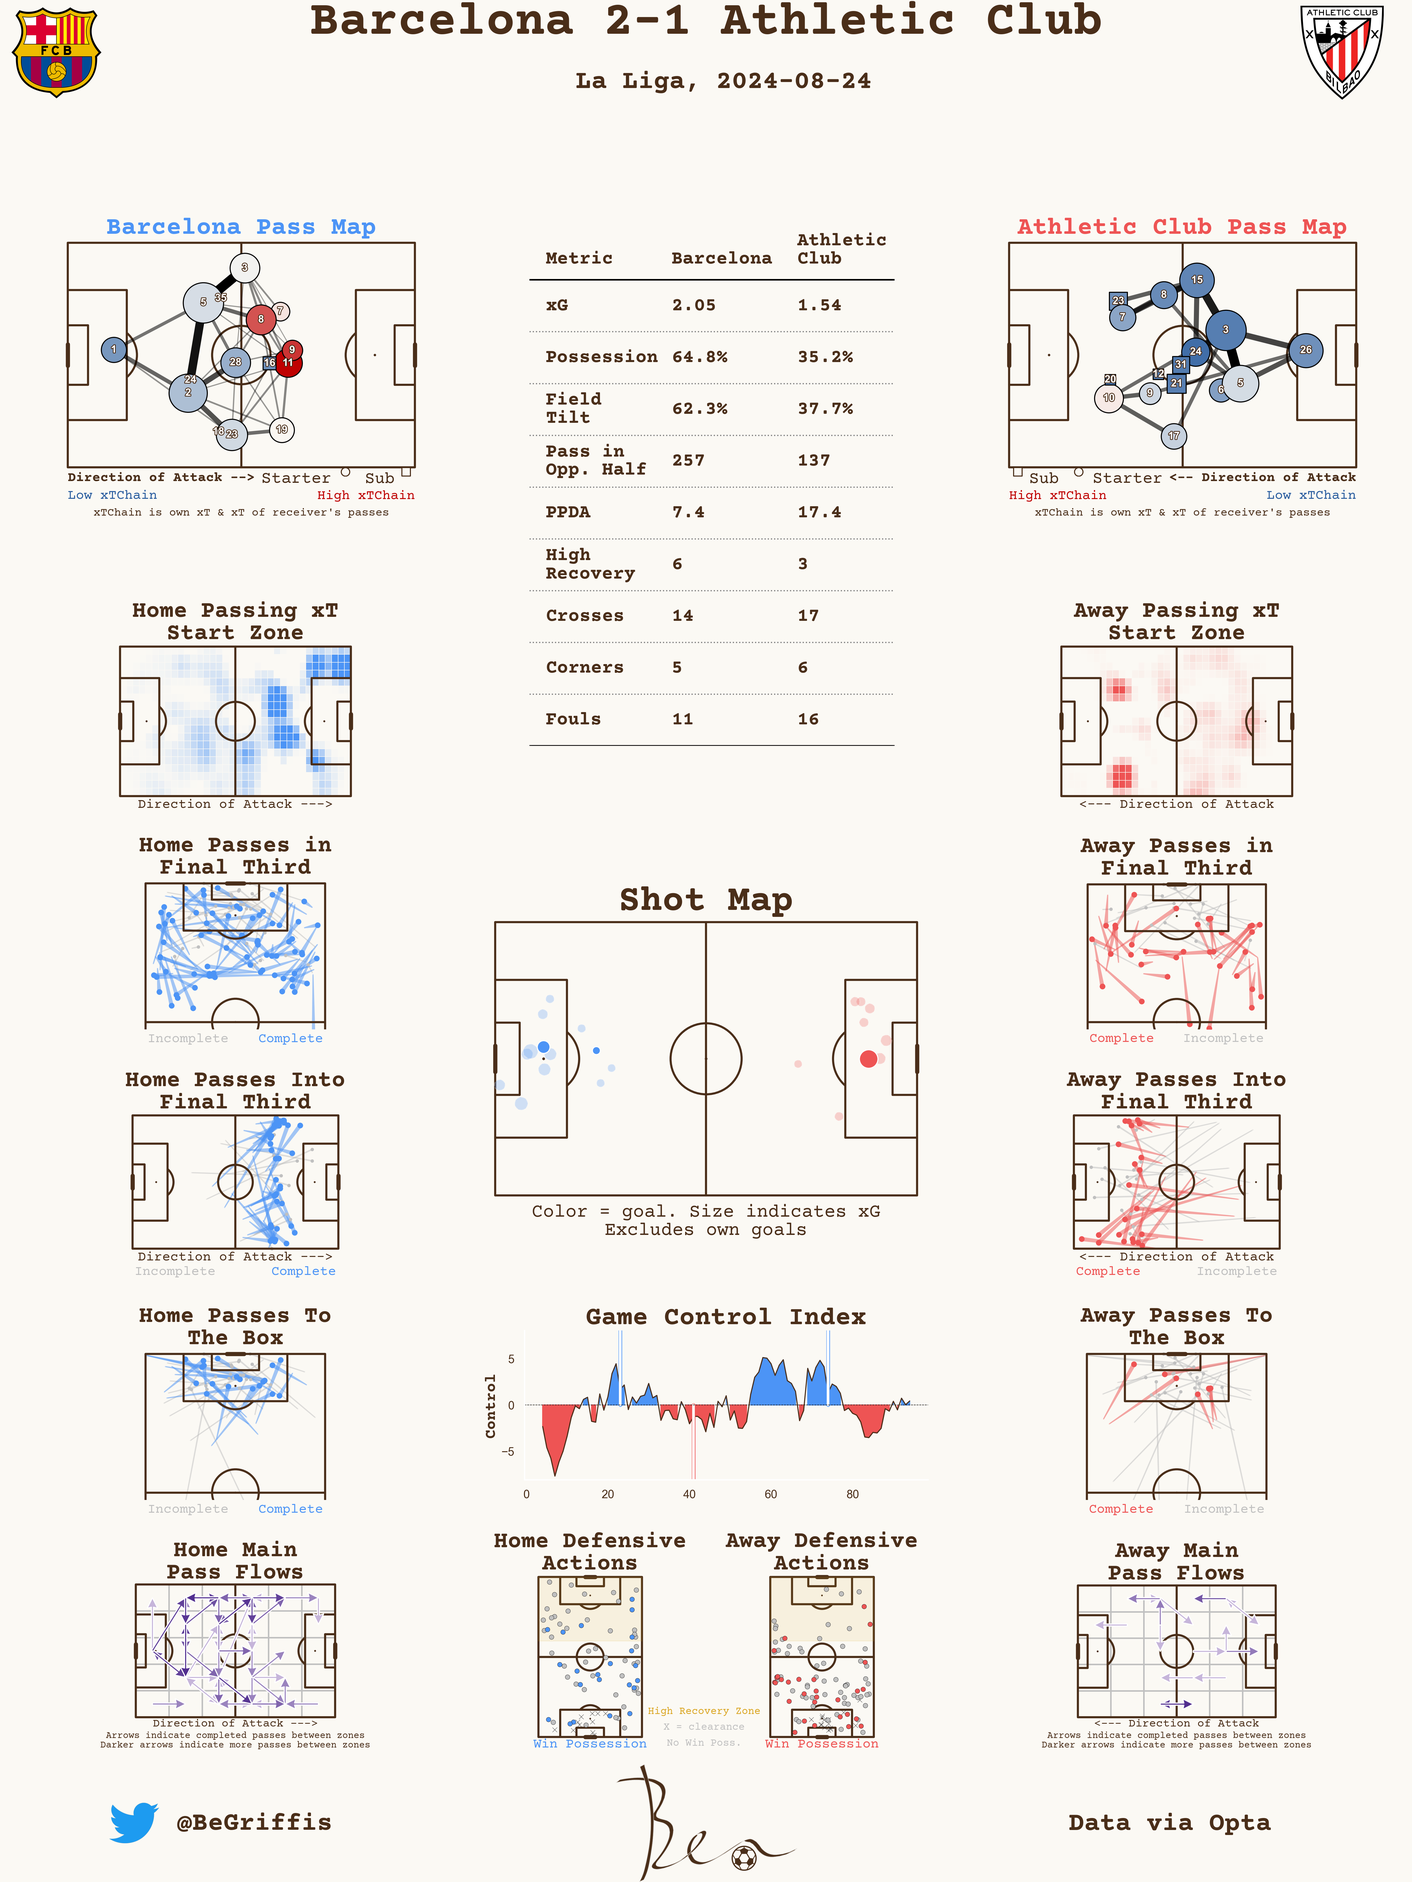 Barcelona 2-1 Athletic Club
La Liga, 2024-08-24
FCB
ATHLETIC CLUB
BILBAO
Barcelona Pass Map
3
5
35
7
8
9
1
28
16
11
24
2
18
23
19
Direction of Attack --> Starter Sub
Low xTChain High xTChain
xTChain is own xT & xT of receiver's passes
Metric Barcelona Athletic Club
xG 2.05 1.54
Possession 64.8% 35.2%
Field Tilt 62.3% 37.7%
Pass in Opp. Half 257 137
PPDA 7.4 17.4
High Recovery 6 3
Crosses 14 17
Corners 5 6
Fouls 11 16
Athletic Club Pass Map
15
8
23
7
3
24
26
31
12
20
21
6
5
9
10
17
Sub Starter <-- Direction of Attack
High xTChain Low xTChain
xTChain is own xT & xT of receiver's passes
Home Passing xT
Start Zone
Direction of Attack --->
Away Passing xT
Start Zone
<--- Direction of Attack
Home Passes in
Final Third
Incomplete Complete
Away Passes in
Final Third
Complete Incomplete
Shot Map
Color = goal. Size indicates xG
Excludes own goals
Home Passes Into
Final Third
Direction of Attack --->
Incomplete Complete
Away Passes Into
Final Third
<--- Direction of Attack
Complete Incomplete
Home Passes To
The Box
Incomplete Complete
Game Control Index
Control
5
0
−5
0 20 40 60 80
Away Passes To
The Box
Complete Incomplete
Home Main
Pass Flows
Direction of Attack --->
Arrows indicate completed passes between zones
Darker arrows indicate more passes between zones
Home Defensive
Actions
Win Possession
High Recovery Zone
X = clearance
No Win Poss.
Away Defensive
Actions
Win Possession
Away Main
Pass Flows
<--- Direction of Attack
Arrows indicate completed passes between zones
Darker arrows indicate more passes between zones
@BeGriffis
Ben
Data via Opta